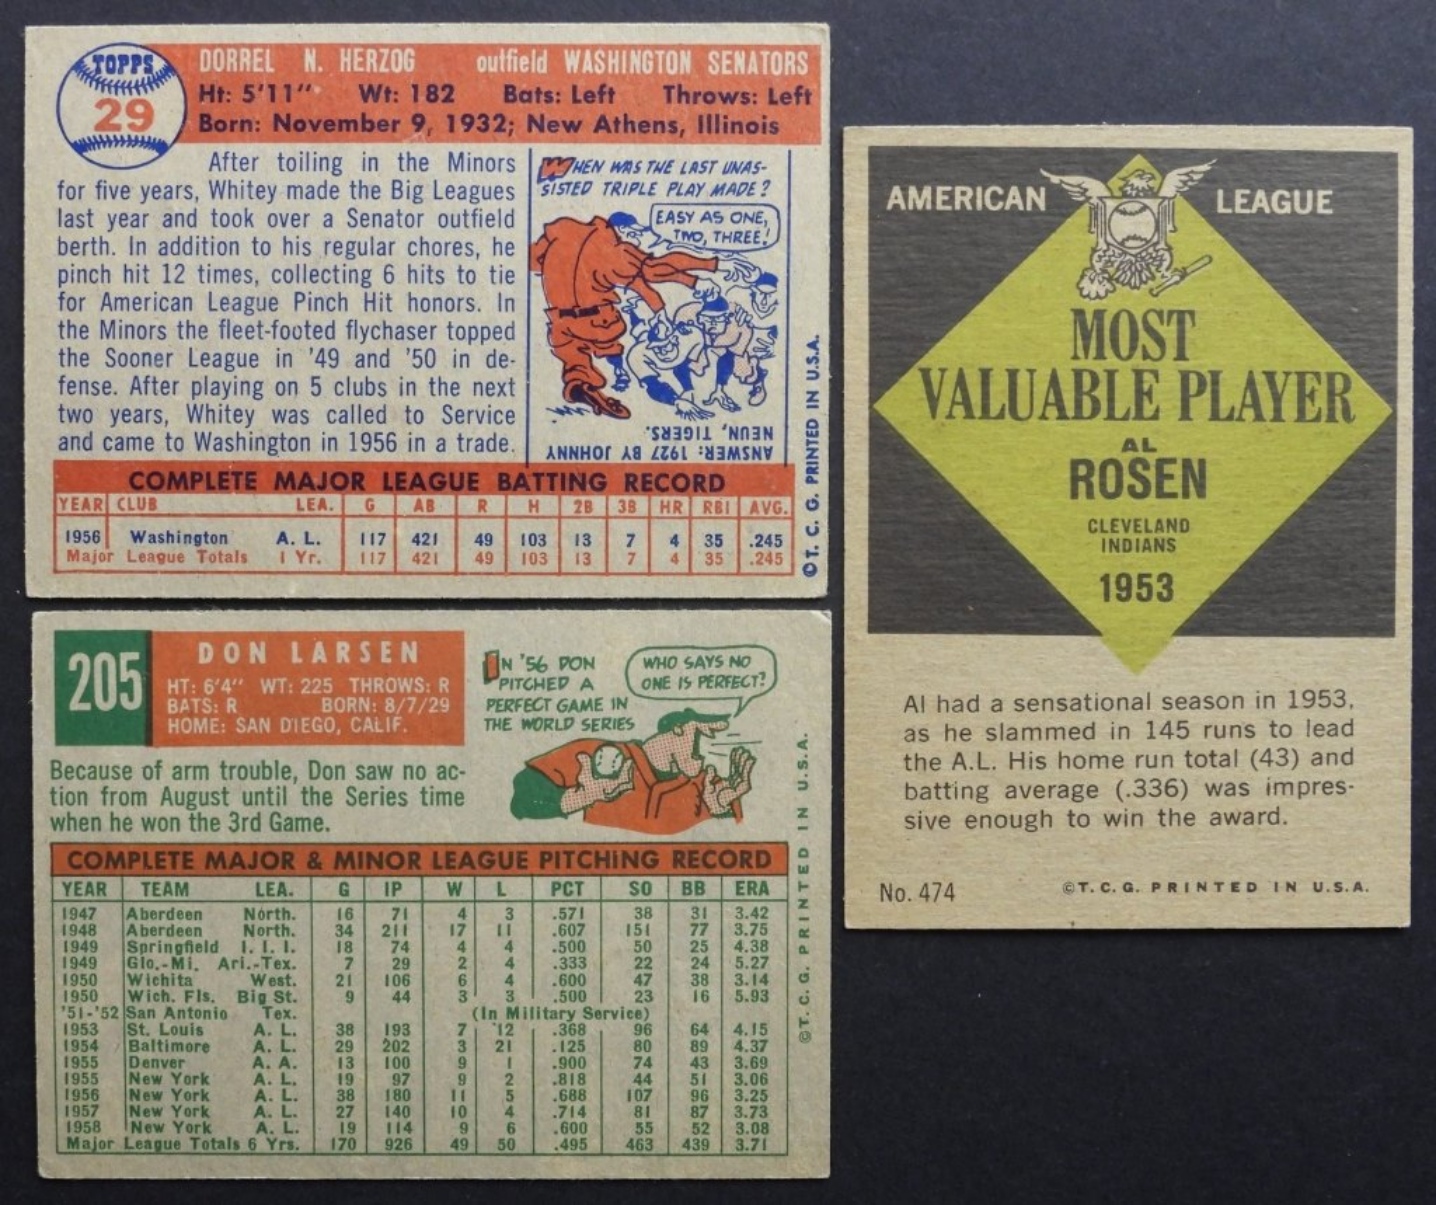 TOPPS
29
DORREL N. HERZOG outfield WASHINGTON SENATORS
Ht: 5'11" Wt: 182 Bats: Left Throws: Left
Born: November 9, 1932; New Athens, Illinois
After toiling in the Minors
for five years, Whitey made the Big Leagues
last year and took over a Senator outfield
berth. In addition to his regular chores, he
pinch hit 12 times, collecting 6 hits to tie
for American League Pinch Hit honors. In
the Minors the fleet-footed flychaser topped
the Sooner League in '49 and '50 in de-
fense. After playing on 5 clubs in the next
two years, Whitey was called to Service
and came to Washington in 1956 in a trade.
WHEN WAS THE LAST UNAS-
SISTED TRIPLE PLAY MADE?
EASY AS ONE,
TWO, THREE!
ANSWER: 1927 BY JOHNNY
NEUN, TIGERS.
COMPLETE MAJOR LEAGUE BATTING RECORD
YEAR CLUB LEA. G AB R H 2B 3B HR RBI AVG.
1956 Washington A. L. 117 421 49 103 13 7 4 35 .245
Major League Totals 1 Yr. 117 421 49 103 13 7 4 35 .245
©T. C. G. PRINTED IN U.S.A.
205
DON LARSEN
HT: 6'4" WT: 225 THROWS: R
BATS: R BORN: 8/7/29
HOME: SAN DIEGO, CALIF.
Because of arm trouble, Don saw no ac-
tion from August until the Series time
when he won the 3rd Game.
IN '56 DON
PITCHED A
PERFECT GAME IN
THE WORLD SERIES
WHO SAYS NO
ONE IS PERFECT?
COMPLETE MAJOR & MINOR LEAGUE PITCHING RECORD
YEAR TEAM LEA. G IP W L PCT SO BB ERA
1947 Aberdeen North. 16 71 4 3 .571 38 31 3.42
1948 Aberdeen North. 34 211 17 11 .607 151 77 3.75
1949 Springfield I. I. I. 18 74 4 4 .500 50 25 4.38
1949 Glo.-Mi. Ari.-Tex. 7 29 2 4 .333 22 24 5.27
1950 Wichita West. 21 106 6 4 .600 47 38 3.14
1950 Wich. Fls. Big St. 9 44 3 3 .500 23 16 5.93
'51-'52 San Antonio Tex. (In Military Service)
1953 St. Louis A. L. 38 193 7 12 .368 96 64 4.15
1954 Baltimore A. L. 29 202 3 21 .125 80 89 4.37
1955 Denver A. A. 13 100 9 1 .900 74 43 3.69
1955 New York A. L. 19 97 9 2 .818 44 51 3.06
1956 New York A. L. 38 180 11 5 .688 107 96 3.25
1957 New York A. L. 27 140 10 4 .714 81 87 3.73
1958 New York A. L. 19 114 9 6 .600 55 52 3.08
Major League Totals 6 Yrs. 170 926 49 50 .495 463 439 3.71
©T. C. G. PRINTED IN U.S.A.
AMERICAN LEAGUE
MOST
VALUABLE PLAYER
AL
ROSEN
CLEVELAND
INDIANS
1953
Al had a sensational season in 1953,
as he slammed in 145 runs to lead
the A.L. His home run total (43) and
batting average (.336) was impres-
sive enough to win the award.
No. 474
©T.C.G. PRINTED IN U.S.A.